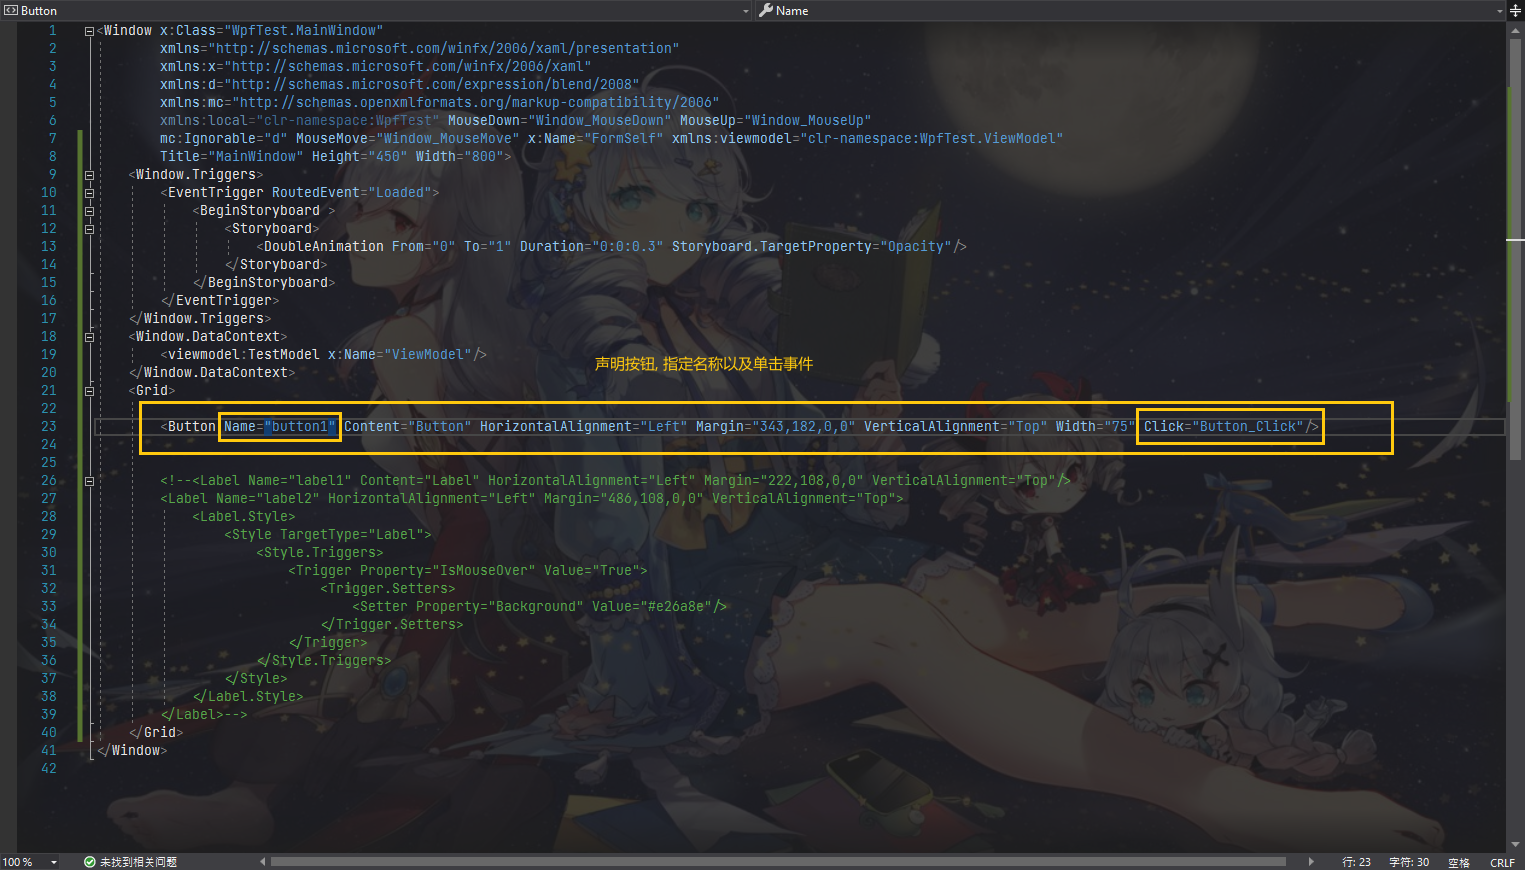 Button Name
1 <Window x:Class="WpfTest.MainWindow"
2 xmlns="http://schemas.microsoft.com/winfx/2006/xaml/presentation"
3 xmlns:x="http://schemas.microsoft.com/winfx/2006/xaml"
4 xmlns:d="http://schemas.microsoft.com/expression/blend/2008"
5 xmlns:mc="http://schemas.openxmlformats.org/markup-compatibility/2006"
6 xmlns:local="clr-namespace:WpfTest" MouseDown="Window_MouseDown" MouseUp="Window_MouseUp"
7 mc:Ignorable="d" MouseMove="Window_MouseMove" x:Name="FormSelf" xmlns:viewmodel="clr-namespace:WpfTest.ViewModel"
8 Title="MainWindow" Height="450" Width="800">
9 <Window.Triggers>
10 <EventTrigger RoutedEvent="Loaded">
11 <BeginStoryboard >
12 <Storyboard>
13 <DoubleAnimation From="0" To="1" Duration="0:0:0.3" Storyboard.TargetProperty="Opacity"/>
14 </Storyboard>
15 </BeginStoryboard>
16 </EventTrigger>
17 </Window.Triggers>
18 <Window.DataContext>
19 <viewmodel:TestModel x:Name="ViewModel"/>
声明按钮, 指定名称以及单击事件
20 </Window.DataContext>
21 <Grid>
22
23 <Button Name="button1" Content="Button" HorizontalAlignment="Left" Margin="343,182,0,0" VerticalAlignment="Top" Width="75" Click="Button_Click"/>
24
25
26 <!--<Label Name="label1" Content="Label" HorizontalAlignment="Left" Margin="222,108,0,0" VerticalAlignment="Top"/>
27 <Label Name="label2" HorizontalAlignment="Left" Margin="486,108,0,0" VerticalAlignment="Top">
28 <Label.Style>
29 <Style TargetType="Label">
30 <Style.Triggers>
31 <Trigger Property="IsMouseOver" Value="True">
32 <Trigger.Setters>
33 <Setter Property="Background" Value="#e26a8e"/>
34 </Trigger.Setters>
35 </Trigger>
36 </Style.Triggers>
37 </Style>
38 </Label.Style>
39 </Label>-->
40 </Grid>
41 </Window>
42
100 % 未找到相关问题 行: 23 字符: 30 空格 CRLF